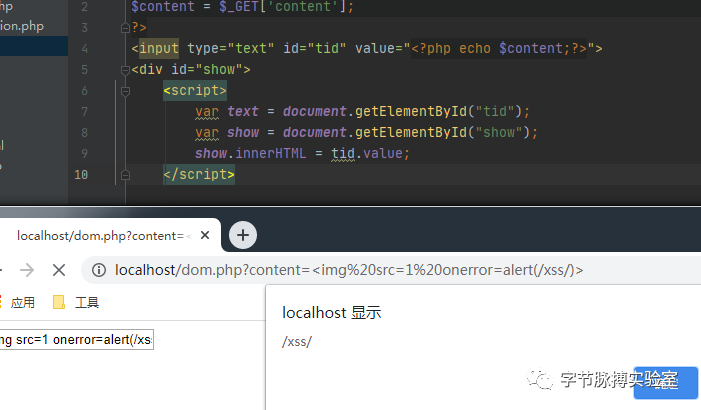 hp
2 $content = $_GET['content'];
ion.php
3 ?>
4 <input type="text" id="tid" value="<?php echo $content;?>">
5 <div id="show">
6 <script>
7 var text = document.getElementById("tid");
8 var show = document.getElementById("show");
9 show.innerHTML = tid.value;
10 </script>
localhost/dom.php?content=<
localhost/dom.php?content=<img%20src=1%20onerror=alert(/xss/)>
应用 工具
localhost 显示
ng src=1 onerror=alert(/xss
/xss/
字节脉搏实验室